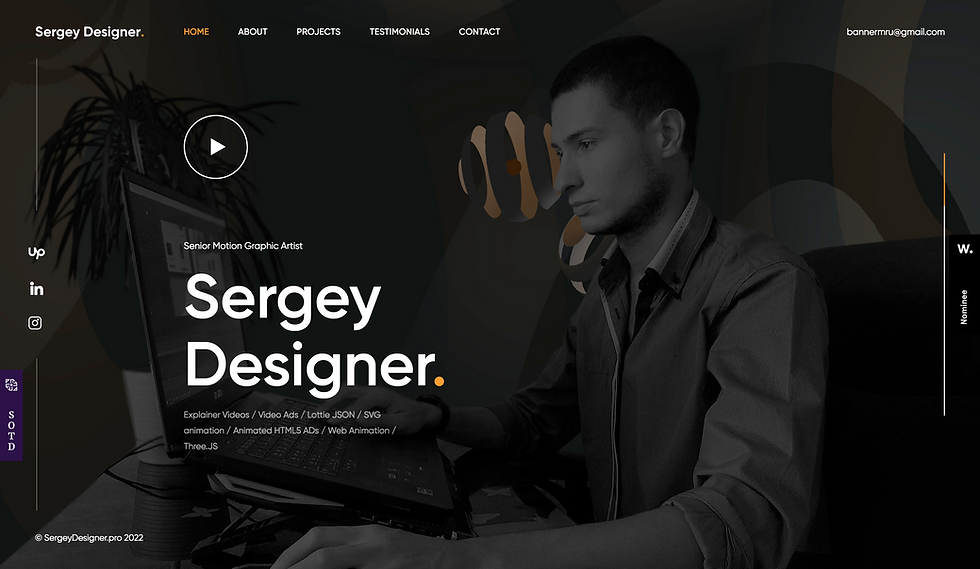 Sergey Designer.
HOME
ABOUT
PROJECTS
TESTIMONIALS
CONTACT
bannermru@gmail.com
Senior Motion Graphic Artist
Up
in
Sergey
Designer.
W.
Nominee
SOTD
Explainer Videos / Video Ads / Lottie JSON / SVG
animation / Animated HTML5 ADs / Web Animation /
Three.JS
© SergeyDesigner.pro 2022